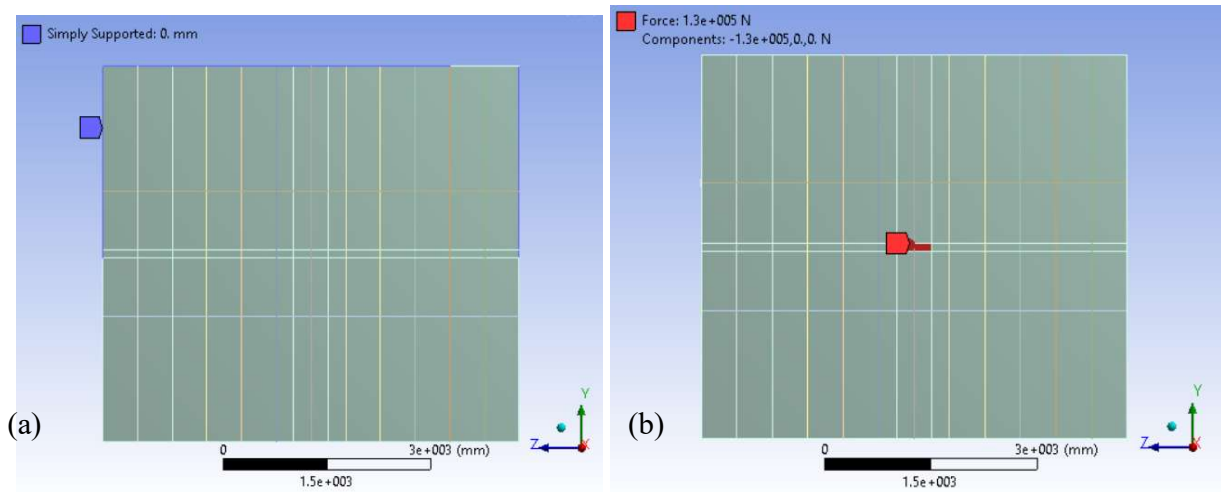 Simply Supported: 0. mm
(a)
0
3e+003 (mm)
1.5e+003
Y
Z
X
Force: 1.3e+005 N
Components: -1.3e+005,0.,0. N
(b)
0
3e+003 (mm)
1.5e+003
Y
Z
X